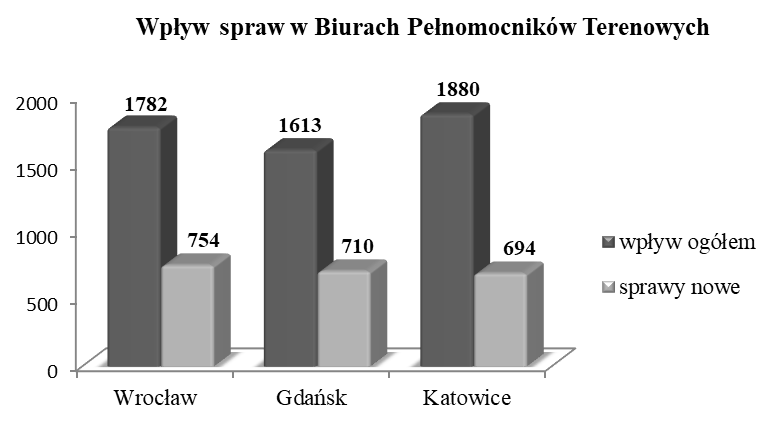 Wpływ spraw w Biurach Pełnomocników Terenowych
2000
1500
1000
500
0
1782
754
1613
710
1880
694
Wrocław
Gdańsk
Katowice
wpływ ogółem
sprawy nowe